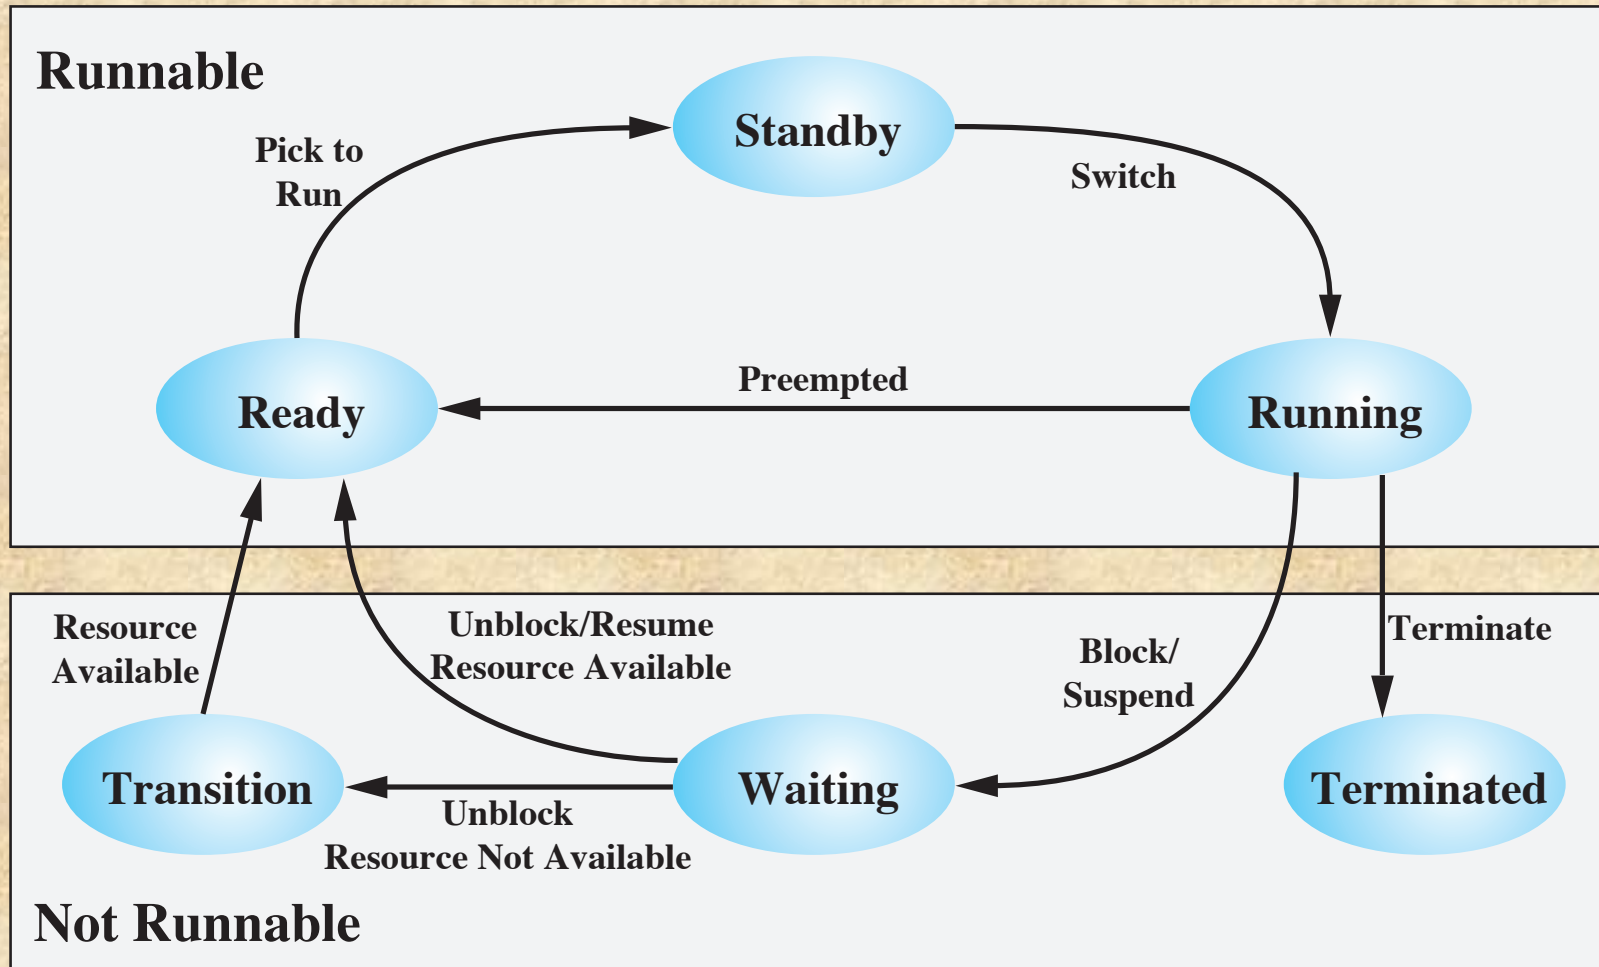 Runnable
Standby
Pick to
Run
Switch
Preempted
Ready
Running
Resource
Available
Unblock/Resume
Resource Available
Block/
Suspend
Terminate
Transition
Waiting
Terminated
Unblock
Resource Not Available
Not Runnable